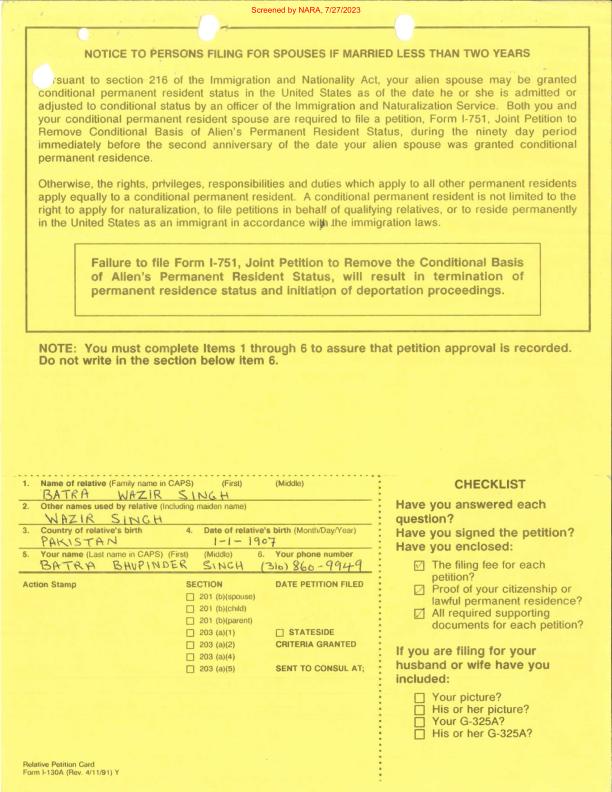 Screened by NARA, 7/27/2023
NOTICE TO PERSONS FILING FOR SPOUSES IF MARRIED LESS THAN TWO YEARS
rsuant to section 216 of the Immigration and Nationality Act, your alien spouse may be granted
conditional permanent resident status in the United States as of the date he or she is admitted or
adjusted to conditional status by an officer of the Immigration and Naturalization Service. Both you and
your conditional permanent resident spouse are required to file a petition, Form I-751, Joint Petition to
Remove Conditional Basis of Alien's Permanent Resident Status, during the ninety day period
immediately before the second anniversary of the date your alien spouse was granted conditional
permanent residence.
Otherwise, the rights, privileges, responsibilities and duties which apply to all other permanent residents
apply equally to a conditional permanent resident. A conditional permanent resident is not limited to the
right to apply for naturalization, to file petitions in behalf of qualifying relatives, or to reside permanently
in the United States as an immigrant in accordance with the immigration laws.
Failure to file Form I-751, Joint Petition to Remove the Conditional Basis
of Alien's Permanent Resident Status, will result in termination of
permanent residence status and initiation of deportation proceedings.
NOTE: You must complete Items 1 through 6 to assure that petition approval is recorded.
Do not write in the section below item 6.
1. Name of relative (Family name in CAPS) (First) (Middle)
BATRA WAZIR SINGH
2. Other names used by relative (Including maiden name)
WAZIR SINGH
3. Country of relative's birth 4. Date of relative's birth (Month/Day/Year)
PAKISTAN 1-1-1907
5. Your name (Last name in CAPS) (First) (Middle) 6. Your phone number
BATRA BHUPINDER SINGH (316) 860-9949
Action Stamp SECTION DATE PETITION FILED
201 (b)(spouse)
201 (b)(child)
201 (b)(parent)
203 (a)(1) STATESIDE
203 (a)(2) CRITERIA GRANTED
203 (a)(4)
203 (a)(5) SENT TO CONSUL AT;
CHECKLIST
Have you answered each
question?
Have you signed the petition?
Have you enclosed:
The filing fee for each
petition?
Proof of your citizenship or
lawful permanent residence?
All required supporting
documents for each petition?
If you are filing for your
husband or wife have you
included:
Your picture?
His or her picture?
Your G-325A?
His or her G-325A?
Relative Petition Card
Form I-130A (Rev. 4/11/91) Y